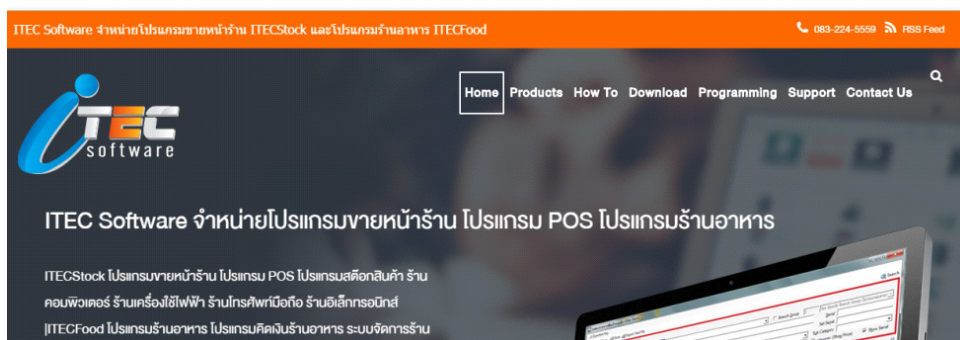 ITEC Software จำหน่ายโปรแกรมขายหน้าร้าน ITECStock และโปรแกรมร้านอาหาร ITECFood
083-224-5559 RSS Feed
Home Products How To Download Programming Support Contact Us
iTEC
software
ITEC Software จำหน่ายโปรแกรมขายหน้าร้าน โปรแกรม POS โปรแกรมร้านอาหาร
ITECStock โปรแกรมขายหน้าร้าน โปรแกรม POS โปรแกรมสต๊อกสินค้า ร้าน
คอมพิวเตอร์ ร้านเครื่องใช้ไฟฟ้า ร้านโทรศัพท์มือถือ ร้านอิเล็กทรอนิกส์
|ITECFood โปรแกรมร้านอาหาร โปรแกรมคิดเงินร้านอาหาร ระบบจัดการร้าน
Search